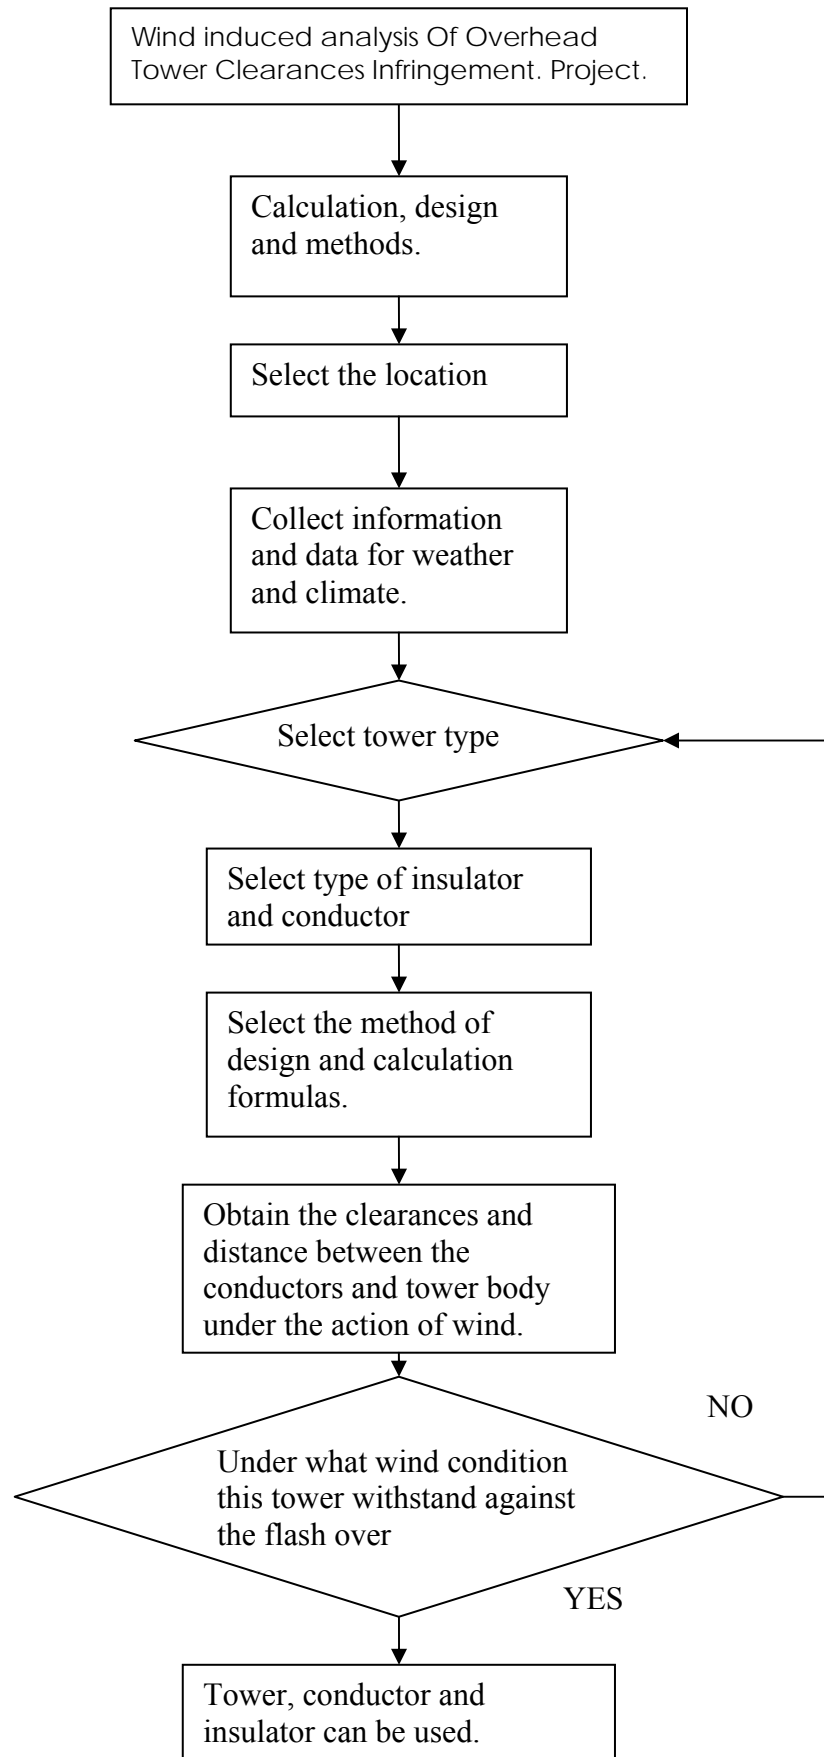 Wind induced analysis Of Overhead
Tower Clearances Infringement. Project.
Calculation, design
and methods.
Select the location
Collect information
and data for weather
and climate.
Select tower type
Select type of insulator
and conductor
Select the method of
design and calculation
formulas.
Obtain the clearances and
distance between the
conductors and tower body
under the action of wind.
NO
Under what wind condition
this tower withstand against
the flash over
YES
Tower, conductor and
insulator can be used.